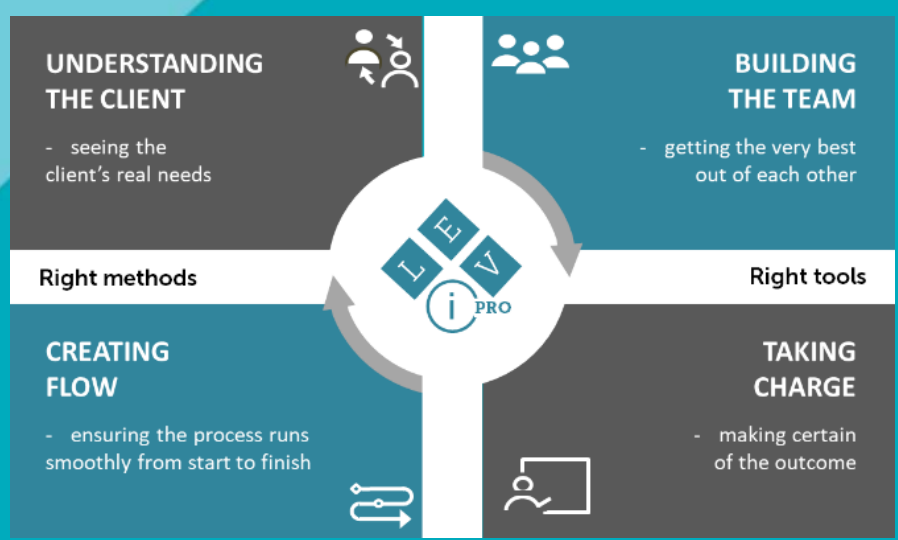 UNDERSTANDING
THE CLIENT
- seeing the
client's real needs
BUILDING
THE TEAM
- getting the very best
out of each other
Right methods
L E V
i PRO
Right tools
CREATING
FLOW
- ensuring the process runs
smoothly from start to finish
TAKING
CHARGE
- making certain
of the outcome